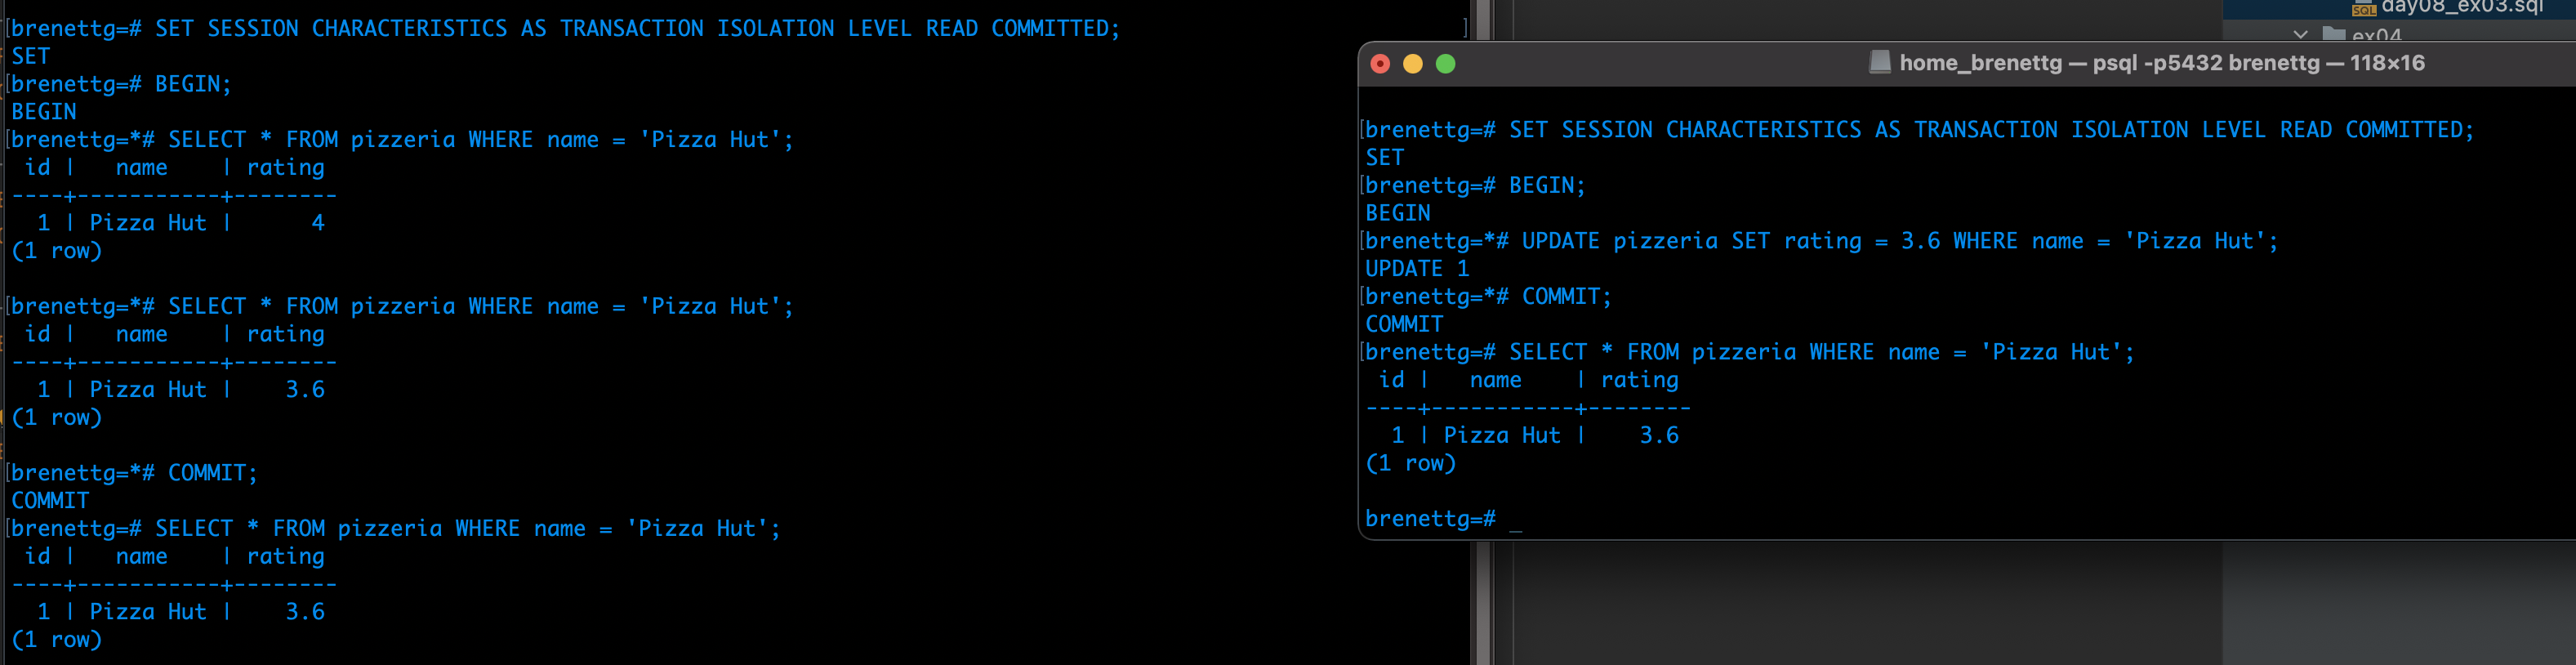 [brenettg=# SET SESSION CHARACTERISTICS AS TRANSACTION ISOLATION LEVEL READ COMMITTED; ]
SET
[brenettg=# BEGIN;
BEGIN
[brenettg=*# SELECT * FROM pizzeria WHERE name = 'Pizza Hut';
 id |   name    | rating
----+-----------+--------
  1 | Pizza Hut |      4
(1 row)

[brenettg=*# SELECT * FROM pizzeria WHERE name = 'Pizza Hut';
 id |   name    | rating
----+-----------+--------
  1 | Pizza Hut |    3.6
(1 row)

[brenettg=*# COMMIT;
COMMIT
[brenettg=# SELECT * FROM pizzeria WHERE name = 'Pizza Hut';
 id |   name    | rating
----+-----------+--------
  1 | Pizza Hut |    3.6
(1 row)
SQL day08_ex03.sql
ex04
home_brenettg — psql -p5432 brenettg — 118×16
[brenettg=# SET SESSION CHARACTERISTICS AS TRANSACTION ISOLATION LEVEL READ COMMITTED;
SET
[brenettg=# BEGIN;
BEGIN
[brenettg=*# UPDATE pizzeria SET rating = 3.6 WHERE name = 'Pizza Hut';
UPDATE 1
[brenettg=*# COMMIT;
COMMIT
[brenettg=# SELECT * FROM pizzeria WHERE name = 'Pizza Hut';
 id |   name    | rating
----+-----------+--------
  1 | Pizza Hut |    3.6
(1 row)

brenettg=# _